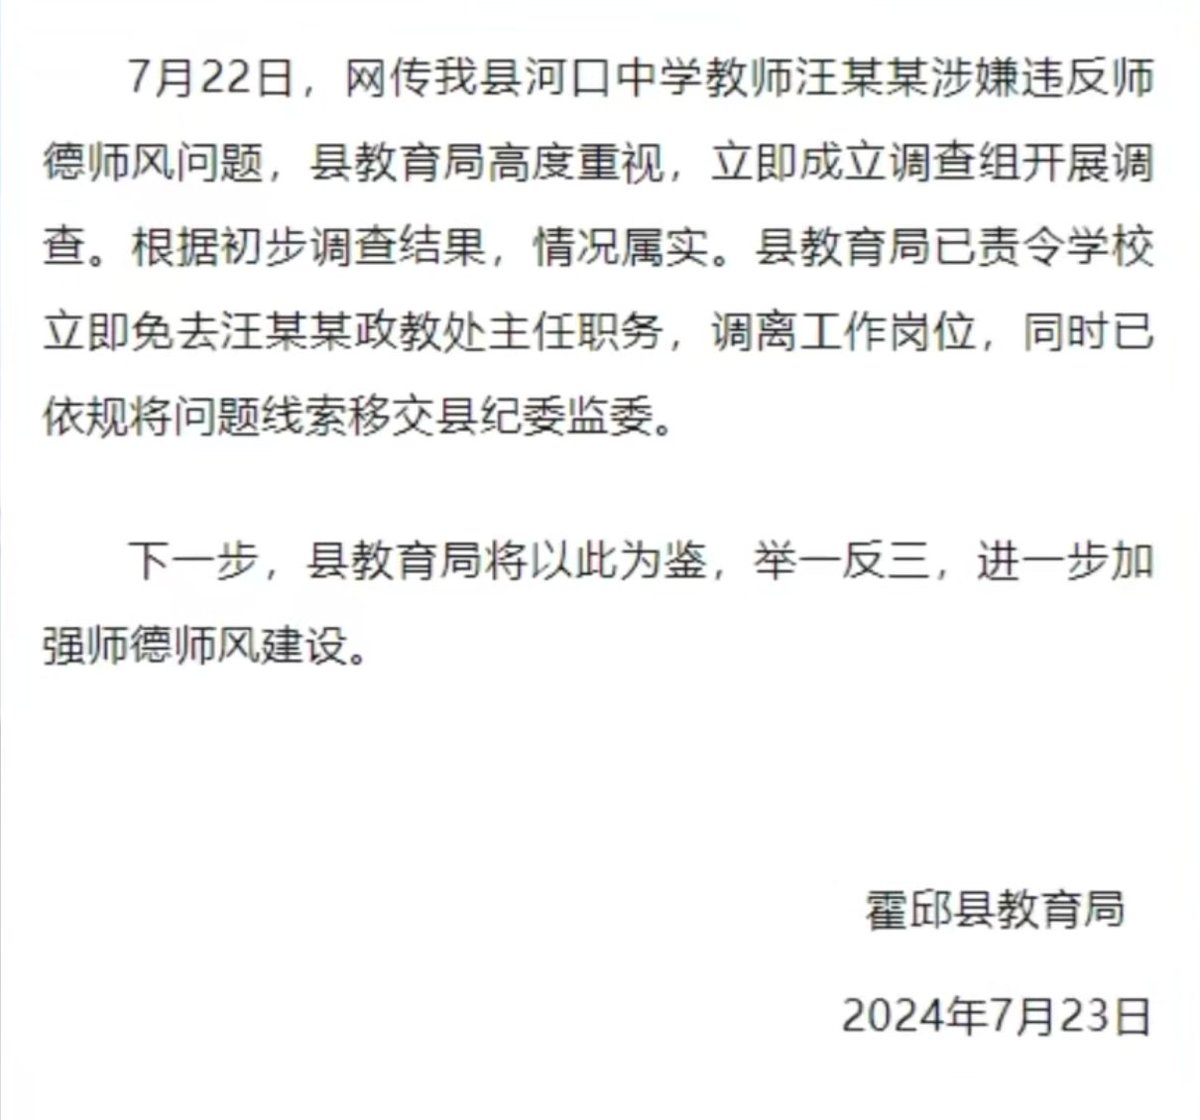 7月22日，网传我县河口中学教师汪某某涉嫌违反师
德师风问题，县教育局高度重视，立即成立调查组开展调
查。根据初步调查结果，情况属实。县教育局已责令学校
立即免去汪某某政教处主任职务，调离工作岗位，同时已
依规将问题线索移交县纪委监委。
下一步，县教育局将以此为鉴，举一反三，进一步加
强师德师风建设。
霍邱县教育局
2024年7月23日